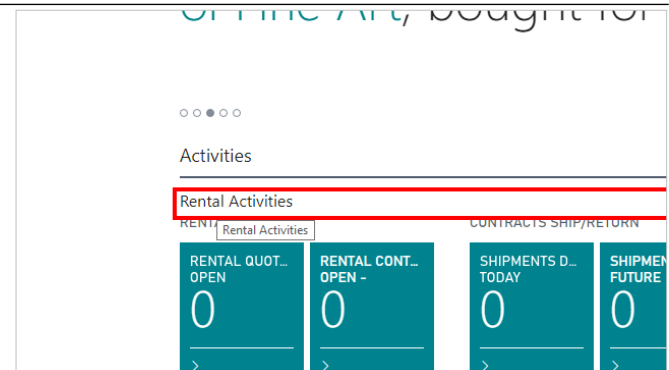 of Fine Art, bought for
Activities
Rental Activities
Rental Activities
CONTRACTS SHIP/RETURN
RENTAL QUOT...
OPEN
0
RENTAL CONT...
OPEN -
0
SHIPMENTS D...
TODAY
0
SHIPMEN
FUTURE
0